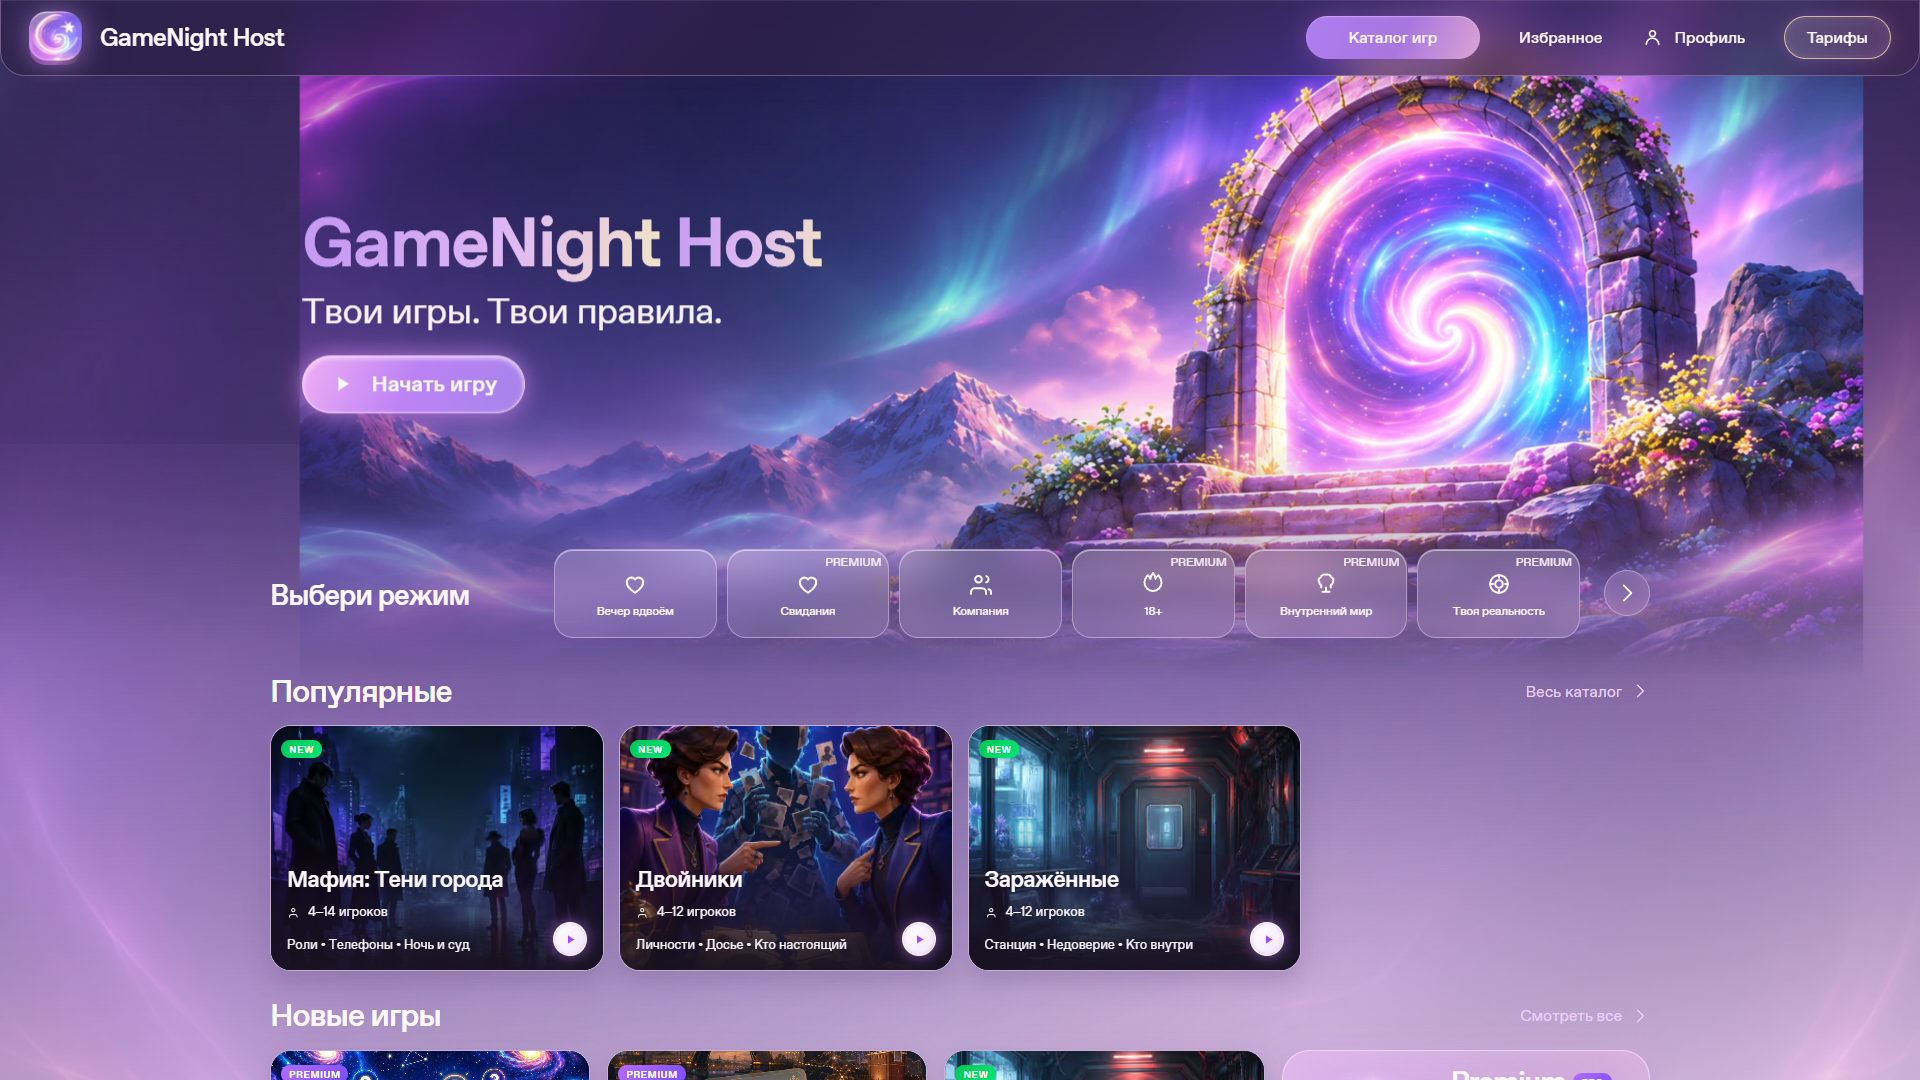 GameNight Host
Каталог игр
Избранное
Профиль
Тарифы
GameNight Host
Твои игры. Твои правила.
Начать игру
Выбери режим
Вечер вдвоём
PREMIUM
Свидания
Компания
PREMIUM
18+
PREMIUM
Внутренний мир
PREMIUM
Твоя реальность
Популярные
Весь каталог
NEW
Мафия: Тени города
4–14 игроков
Роли • Телефоны • Ночь и суд
NEW
Двойники
4–12 игроков
Личности • Досье • Кто настоящий
NEW
Заражённые
4–12 игроков
Станция • Недоверие • Кто внутри
Новые игры
Смотреть все
PREMIUM
PREMIUM
NEW
Premium